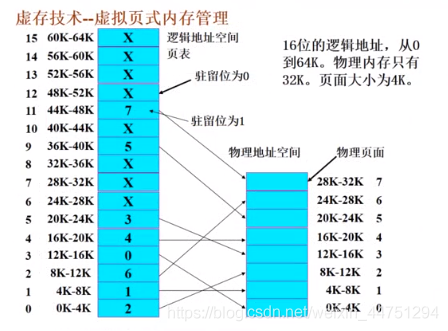 虚存技术--虚拟页式内存管理
15 60K-64K X
14 56K-60K X
13 52K-56K X
12 48K-52K X
11 44K-48K 7
10 40K-44K X
9 36K-40K 5
8 32K-36K X
7 28K-32K X
6 24K-28K X
5 20K-24K 3
4 16K-20K 4
3 12K-16K 0
2 8K-12K 6
1 4K-8K 1
0 0K-4K 2
逻辑地址空间
页表
驻留位为0
驻留位为1
16位的逻辑地址，从0
到64K。物理内存只有
32K。页面大小为4K。
物理地址空间
物理页面
28K-32K 7
24K-28K 6
20K-24K 5
16K-20K 4
12K-16K 3
8K-12K 2
4K-8K 1
0K-4K 0
https://blog.csdn.net/weixin_44751294